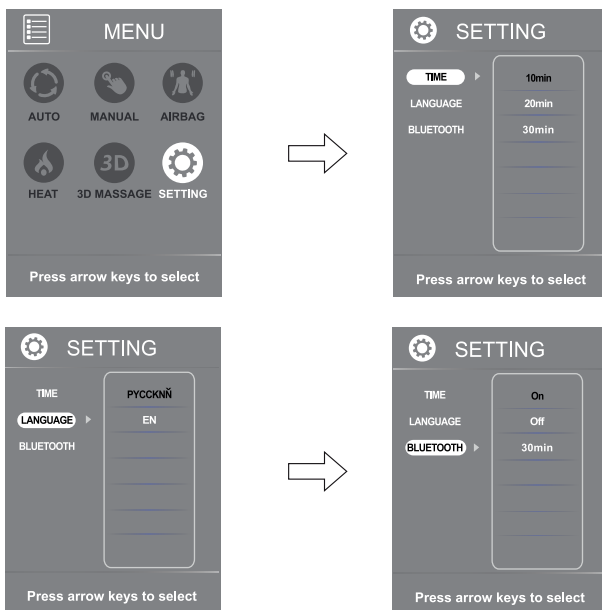 MENU
AUTO MANUAL AIRBAG
HEAT 3D MASSAGE SETTING
3D
Press arrow keys to select
SETTING
TIME 10min
LANGUAGE 20min
BLUETOOTH 30min
Press arrow keys to select
SETTING
TIME PYCCKNŇ
LANGUAGE EN
BLUETOOTH
Press arrow keys to select
SETTING
TIME On
LANGUAGE Off
BLUETOOTH 30min
Press arrow keys to select